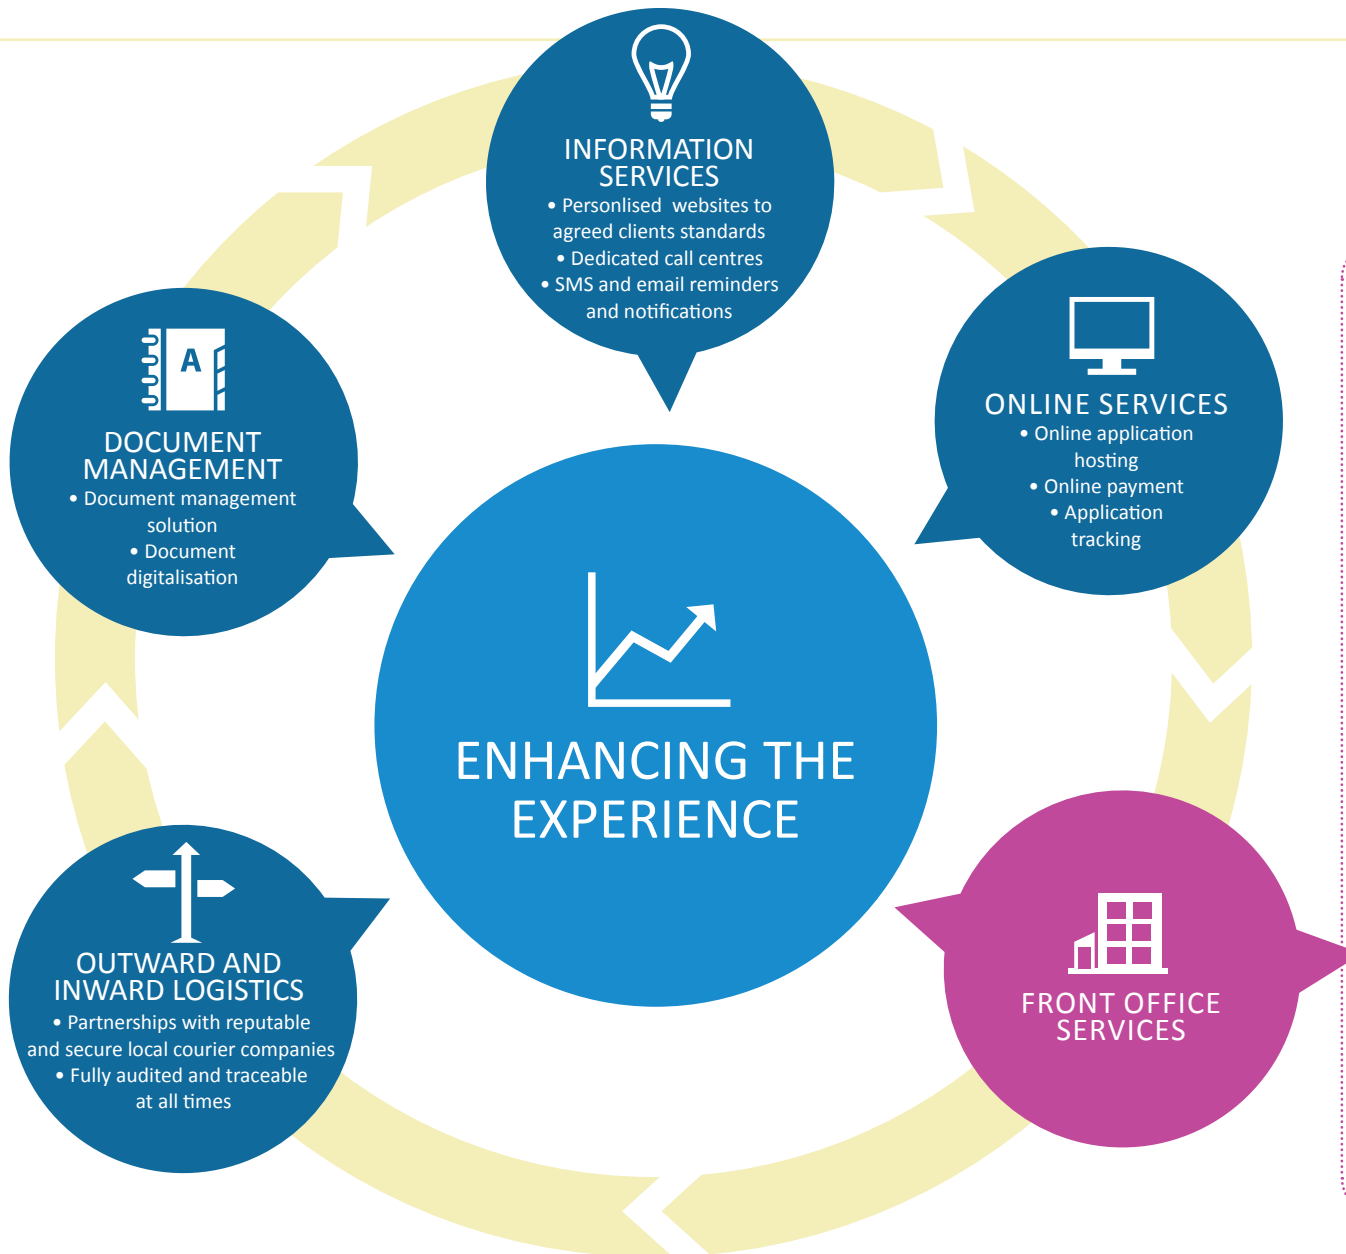 INFORMATION
SERVICES
• Personlised websites to
agreed clients standards
• Dedicated call centres
• SMS and email reminders
and notifications
ONLINE SERVICES
• Online application
hosting
• Online payment
• Application
tracking
A
DOCUMENT
MANAGEMENT
• Document management
solution
• Document
digitalisation
ENHANCING THE
EXPERIENCE
FRONT OFFICE
SERVICES
OUTWARD AND
INWARD LOGISTICS
• Partnerships with reputable
and secure local courier companies
• Fully audited and traceable
at all times